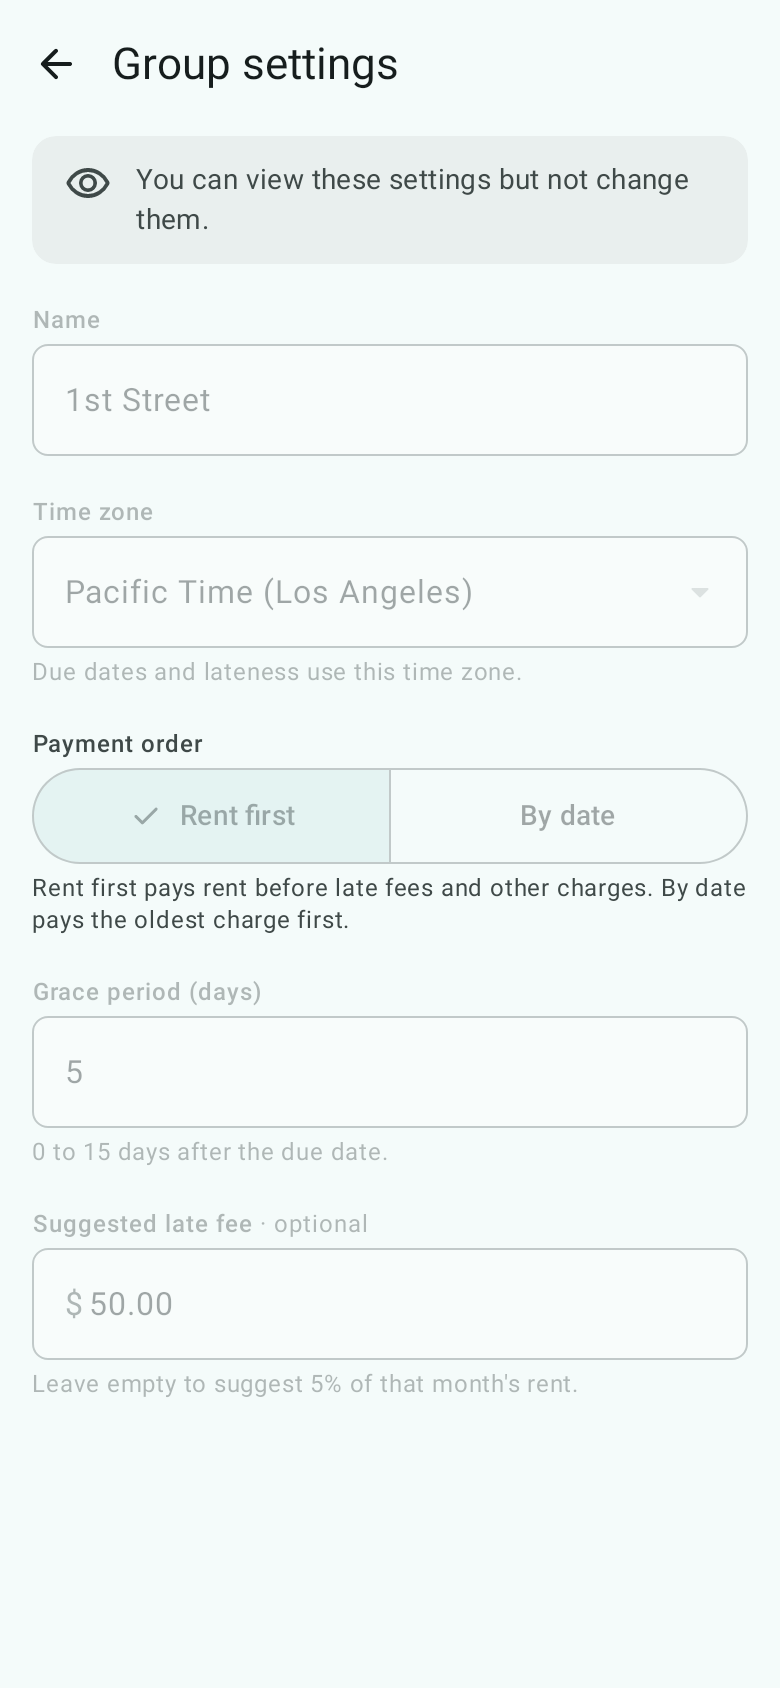 Group settings
You can view these settings but not change
them.
Name
1st Street
Time zone
Pacific Time (Los Angeles)
Due dates and lateness use this time zone.
Payment order
Rent first
By date
Rent first pays rent before late fees and other charges. By date
pays the oldest charge first.
Grace period (days)
5
0 to 15 days after the due date.
Suggested late fee · optional
$ 50.00
Leave empty to suggest 5% of that month's rent.